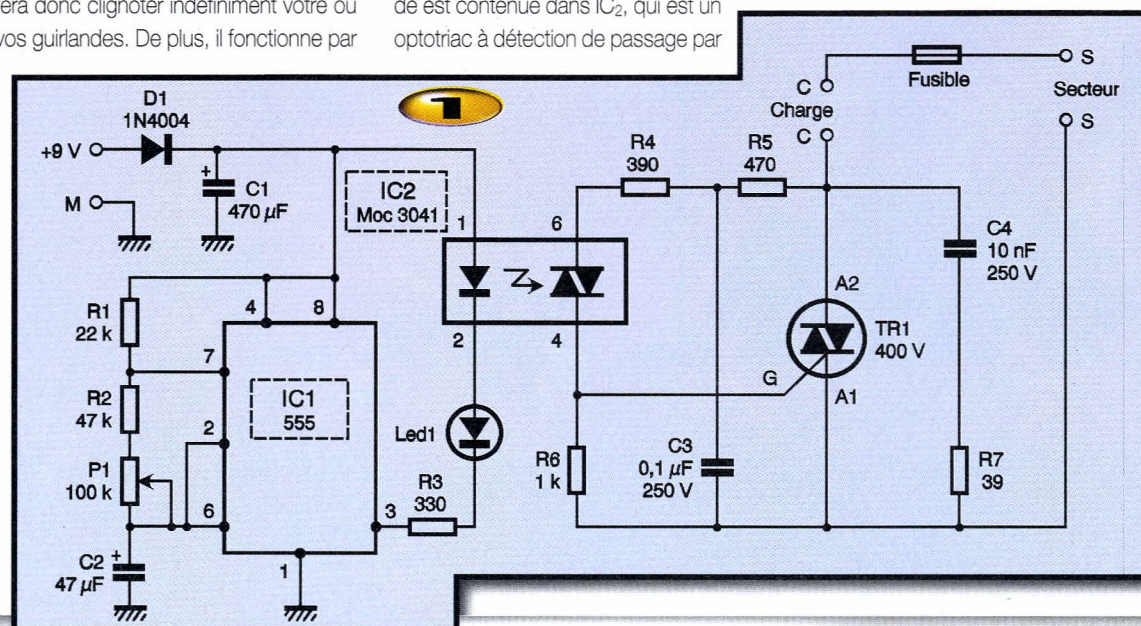 era donc clignoter indéfiniment votre ou
vos guirlandes. De plus, il fonctionne par
de est contenue dans IC2, qui est un
optotriac à détection de passage par
1
D1
1N4004
+9 V
M
+
C1
470 µF
IC2
Moc 3041
1
6
2
4
R4
390
R5
470
C
Charge
C
Fusible
S
Secteur
S
C4
10 nF
250 V
A2
TR1
400 V
G
A1
R1
22 k
4
8
7
R2
47 k
2
IC1
555
P1
100 k
6
3
1
C2
+
47 µF
Led1
R3
330
R6
1 k
C3
0,1 µF
250 V
R7
39